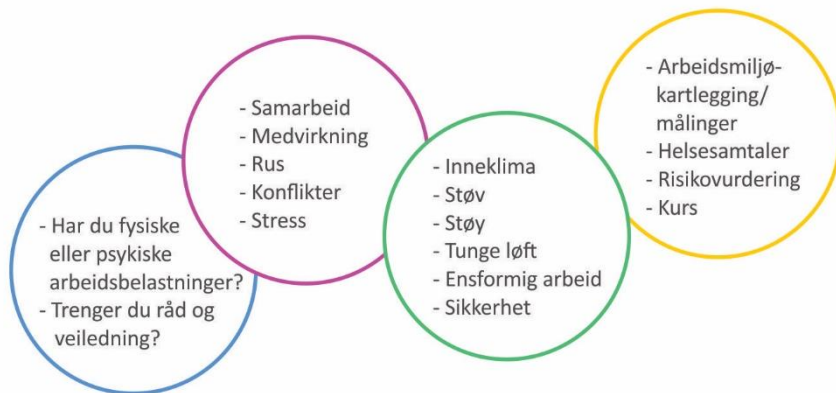 - Har du fysiske
eller psykiske
arbeidsbelastninger?
- Trenger du råd og
veiledning?
- Samarbeid
- Medvirkning
- Rus
- Konflikter
- Stress
- Inneklima
- Støv
- Støy
- Tunge løft
- Ensformig arbeid
- Sikkerhet
- Arbeidsmiljø-
kartlegging/
målinger
- Helsesamtaler
- Risikovurdering
- Kurs